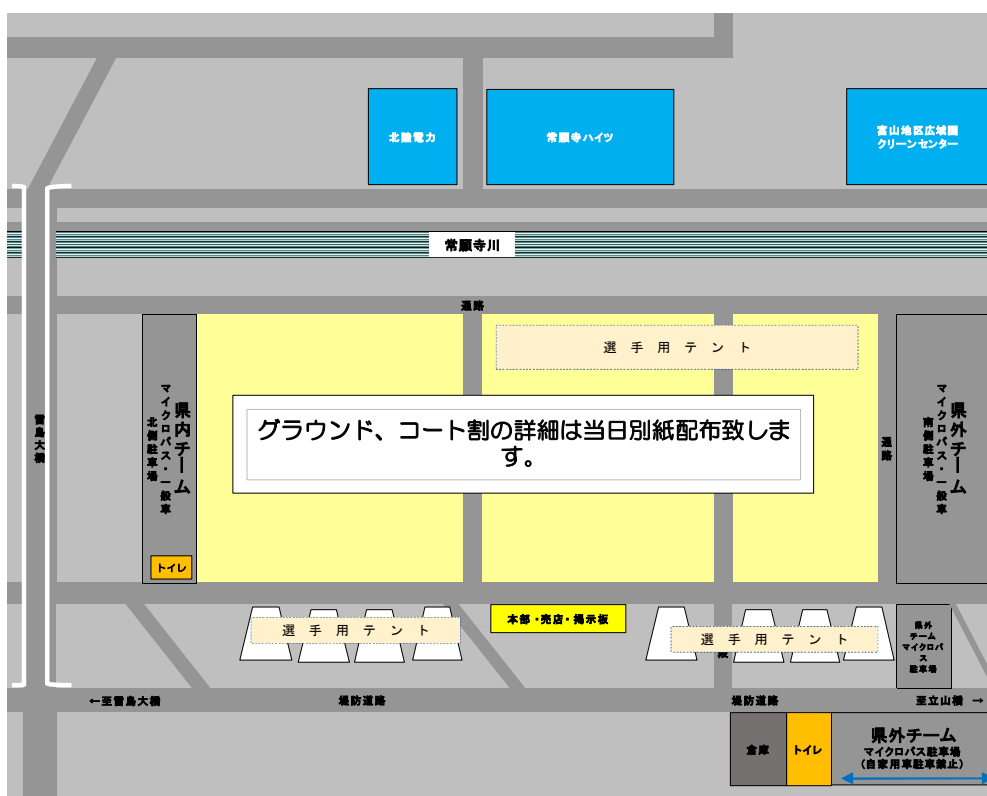 北陸電力
常願寺ハイツ
富山地区広域圏
クリーンセンター
常願寺川
通路
選手用テント
グラウンド、コート割の詳細は当日別紙配布致しま
す。
雷鳥大橋
県内チーム
マイクロバス・一般車
北側駐車場
トイレ
通路
県外チーム
マイクロバス・一般車
南側駐車場
選手用テント
本部・売店・掲示板
選手用テント
県外
チーム
マイクロバ
ス
駐車場
←至雷鳥大橋
堤防道路
堤防道路
至立山橋 →
倉庫
トイレ
県外チーム
マイクロバス駐車場
(自家用車駐車禁止)